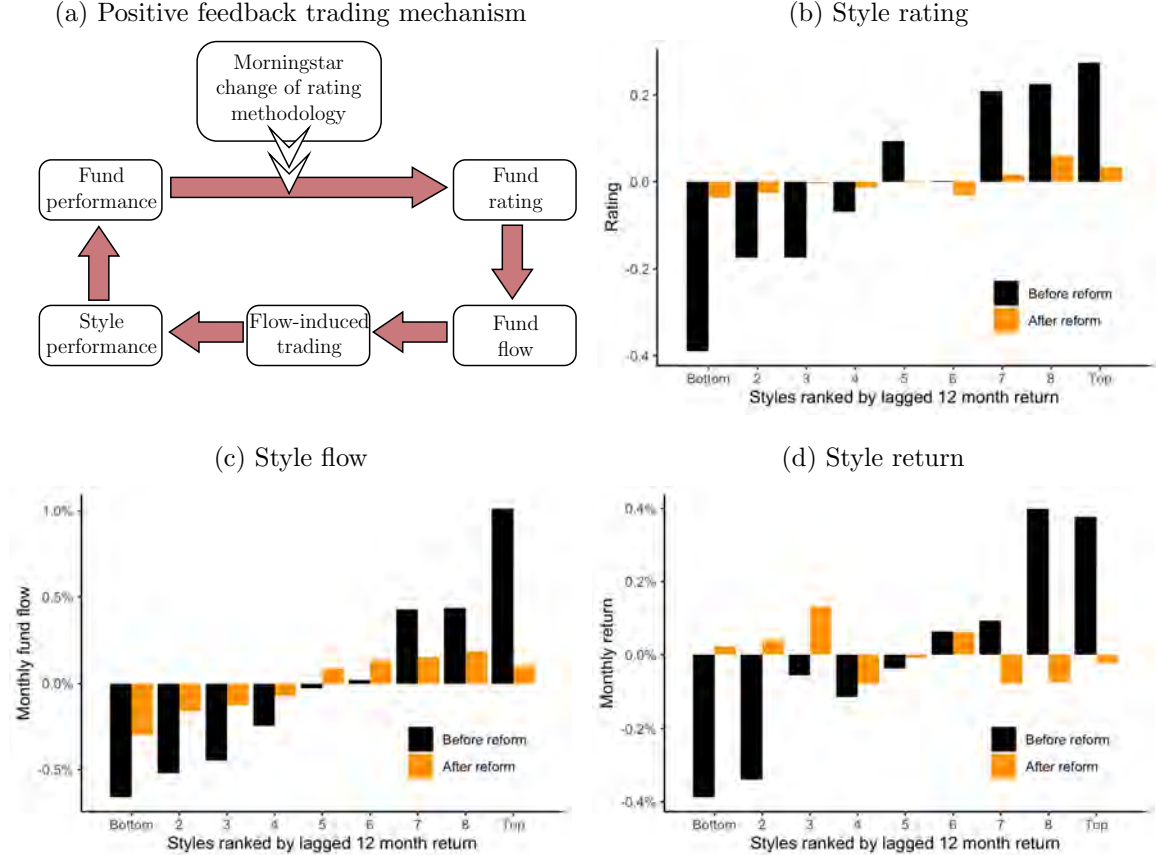 (a) Positive feedback trading mechanism
Morningstar
change of rating
methodology
Fund
performance
Fund
rating
Style
performance
Flow-induced
trading
Fund
flow
(b) Style rating
Rating
0.2
0.0
-0.2
-0.4
Before reform
After reform
Bottom 2 3 4 5 6 7 8 Top
Styles ranked by lagged 12 month return
(c) Style flow
Monthly fund flow
1.0%
0.5%
0.0%
-0.5%
Before reform
After reform
Bottom 2 3 4 5 6 7 8 Top
Styles ranked by lagged 12 month return
(d) Style return
Monthly return
0.4%
0.2%
0.0%
-0.2%
-0.4%
Before reform
After reform
Bottom 2 3 4 5 6 7 8 Top
Styles ranked by lagged 12 month return